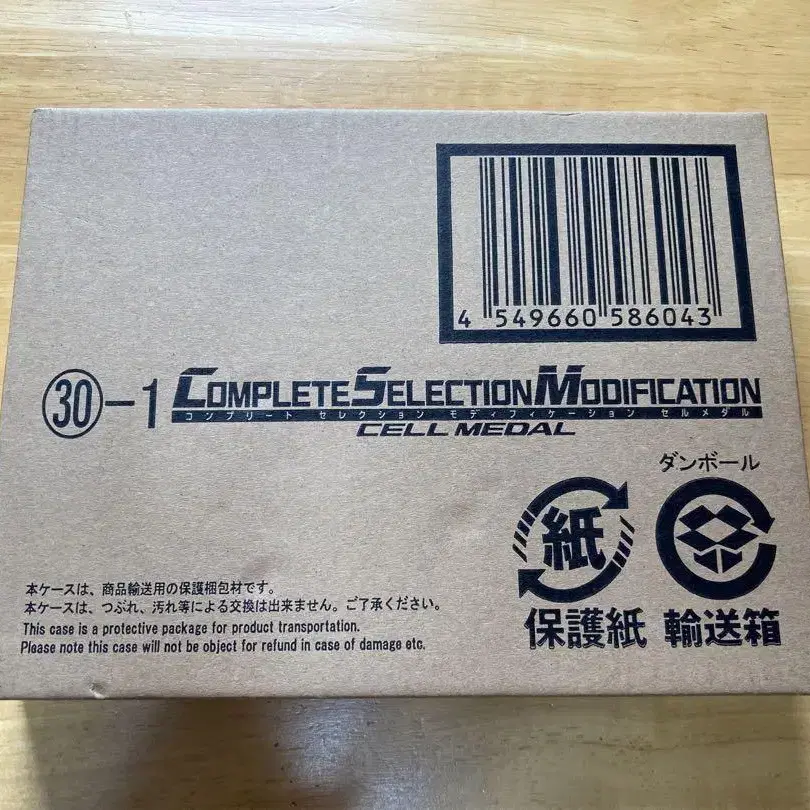 4 549660 586043
㉚-1 COMPLETE SELECTION MODIFICATION
コンプリート セレクション モディフィケーション セルメダル
CELL MEDAL
ダンボール
紙
保護紙 輸送箱
本ケースは、商品輸送用の保護梱包材です。
本ケースは、つぶれ、汚れ等による交換は出来ません。ご了承ください。
This case is a protective package for product transportation.
Please note this case will not be object for refund in case of damage etc.